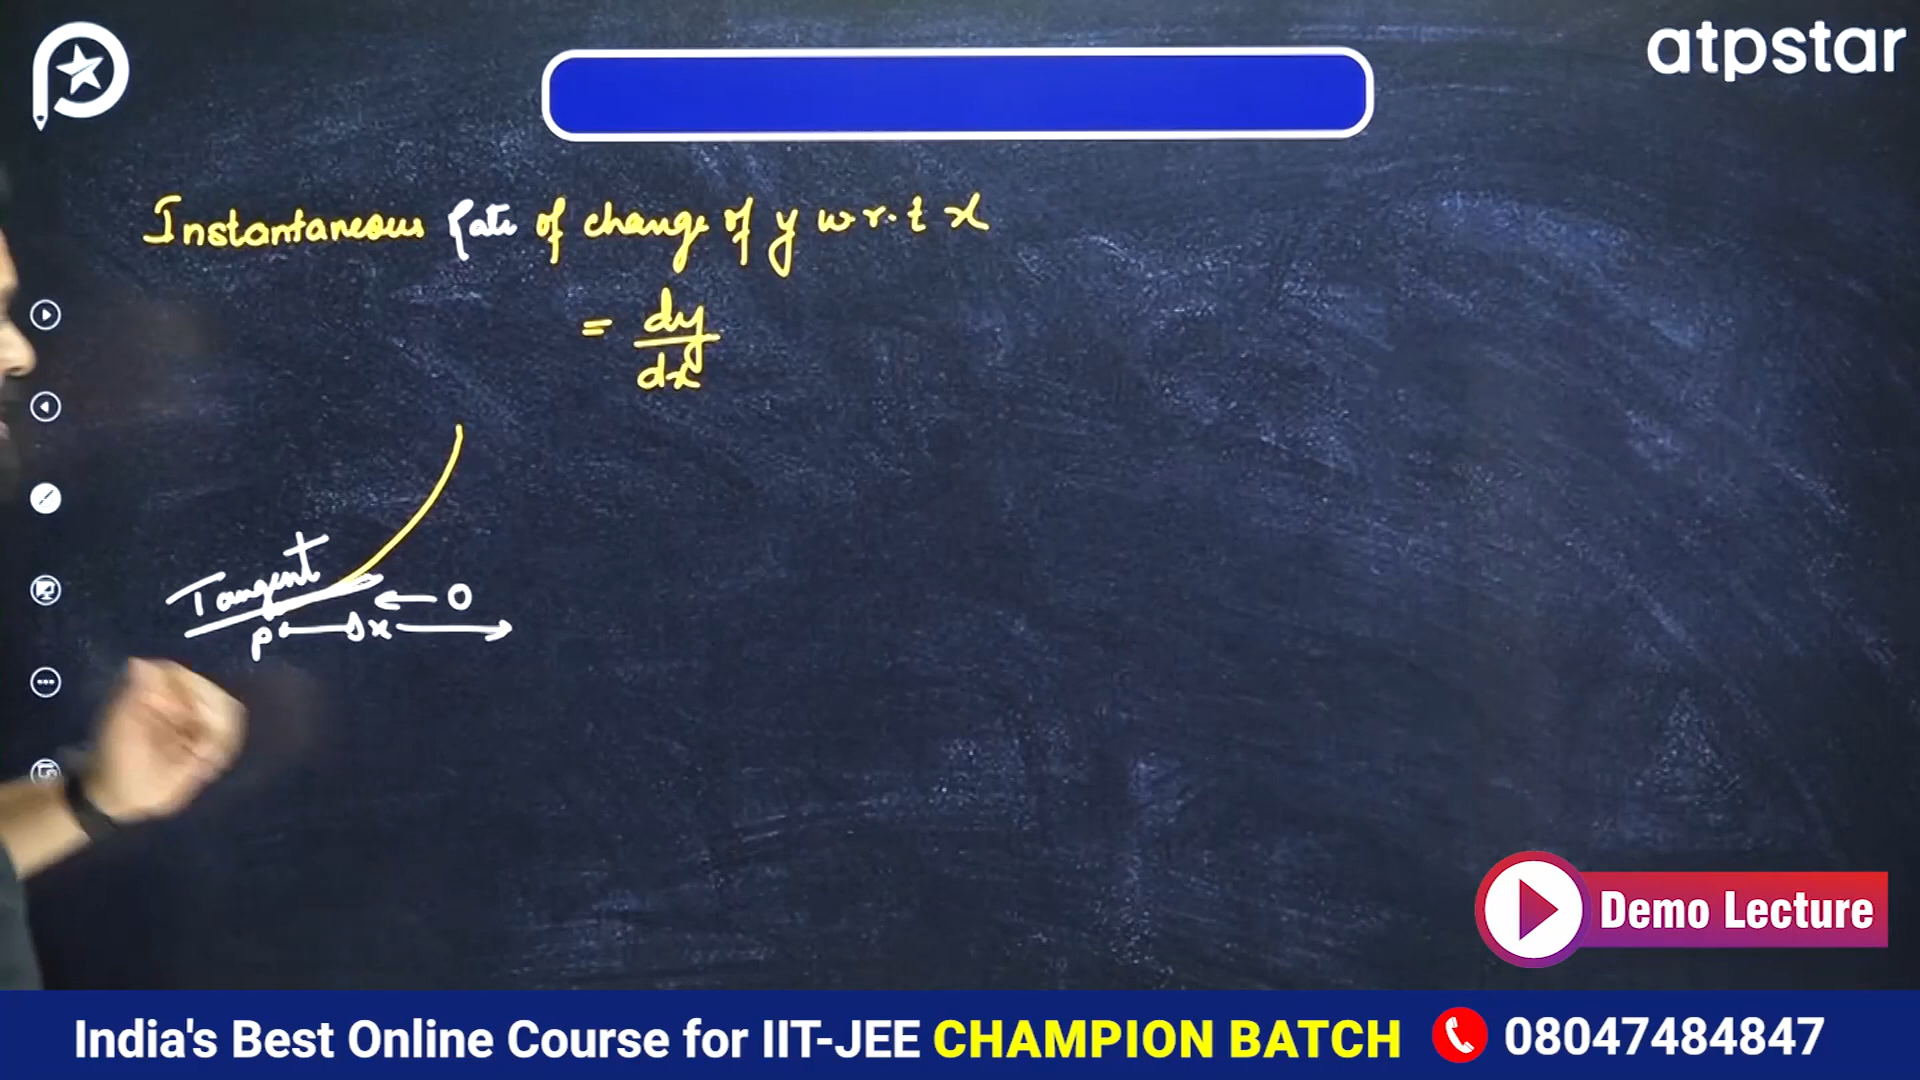 atpstar
Instantaneous Rate of change of y w.r.t x
= dy
dx
Tangent
0
P Δx
Demo Lecture
India's Best Online Course for IIT-JEE CHAMPION BATCH 08047484847